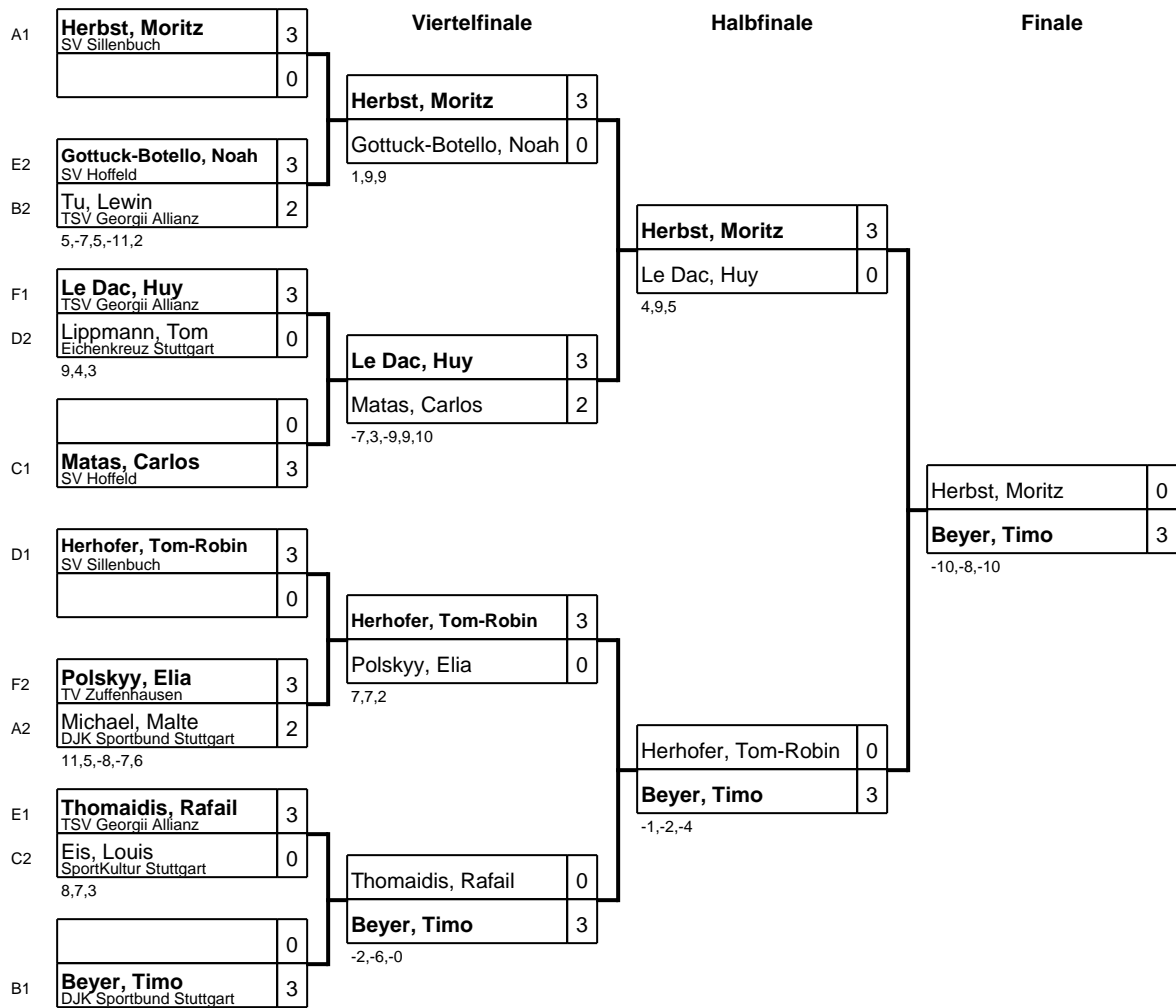 Viertelfinale
Halbfinale
Finale
A1
Herbst, Moritz 3
SV Sillenbuch
0
E2
Gottuck-Botello, Noah 3
SV Hoffeld
B2
Tu, Lewin 2
TSV Georgii Allianz
5,-7,5,-11,2
F1
Le Dac, Huy 3
TSV Georgii Allianz
D2
Lippmann, Tom 0
Eichenkreuz Stuttgart
9,4,3
0
C1
Matas, Carlos 3
SV Hoffeld
D1
Herhofer, Tom-Robin 3
SV Sillenbuch
0
F2
Polskyy, Elia 3
TV Zuffenhausen
A2
Michael, Malte 2
DJK Sportbund Stuttgart
11,5,-8,-7,6
E1
Thomaidis, Rafail 3
TSV Georgii Allianz
C2
Eis, Louis 0
SportKultur Stuttgart
8,7,3
0
B1
Beyer, Timo 3
DJK Sportbund Stuttgart
Herbst, Moritz 3
Gottuck-Botello, Noah 0
1,9,9
Le Dac, Huy 3
Matas, Carlos 2
-7,3,-9,9,10
Herhofer, Tom-Robin 3
Polskyy, Elia 0
7,7,2
Thomaidis, Rafail 0
Beyer, Timo 3
-2,-6,-0
Herbst, Moritz 3
Le Dac, Huy 0
4,9,5
Herhofer, Tom-Robin 0
Beyer, Timo 3
-1,-2,-4
Herbst, Moritz 0
Beyer, Timo 3
-10,-8,-10